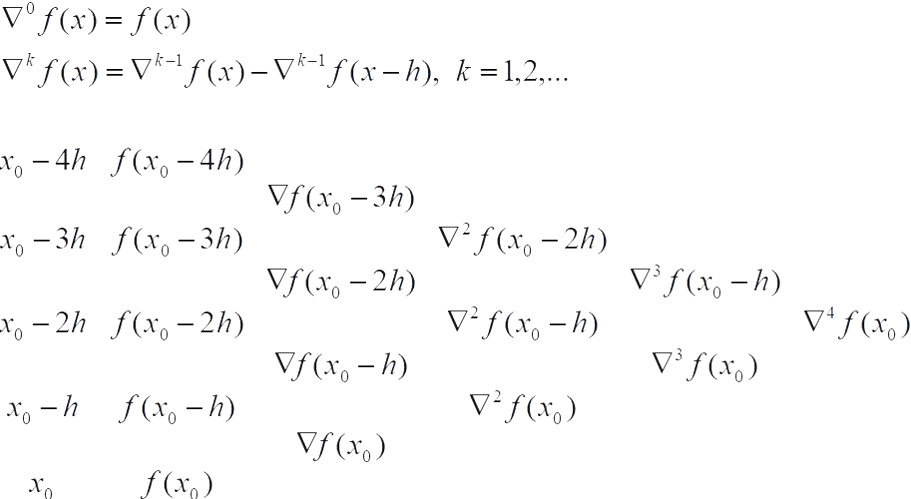 ∇⁰f(x) = f(x)
∇ᵏf(x) = ∇ᵏ⁻¹f(x) − ∇ᵏ⁻¹f(x − h), k = 1,2,...
x₀ − 4h f(x₀ − 4h)
∇f(x₀ − 3h)
x₀ − 3h f(x₀ − 3h) ∇²f(x₀ − 2h)
∇f(x₀ − 2h) ∇³f(x₀ − h)
x₀ − 2h f(x₀ − 2h) ∇²f(x₀ − h) ∇⁴f(x₀)
∇f(x₀ − h) ∇³f(x₀)
x₀ − h f(x₀ − h) ∇²f(x₀)
∇f(x₀)
x₀ f(x₀)